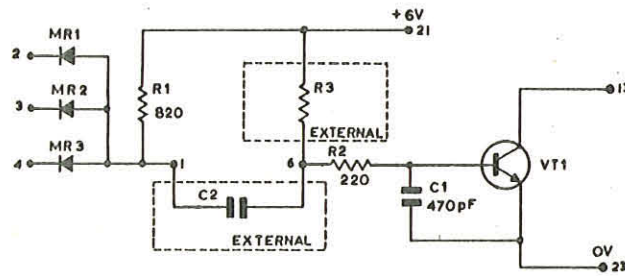 +6V
21
MR1
2
R1
820
R3
MR2
3
EXTERNAL
MR3
4
1
6
R2
220
C2
EXTERNAL
C1
470pF
VT1
0V
23